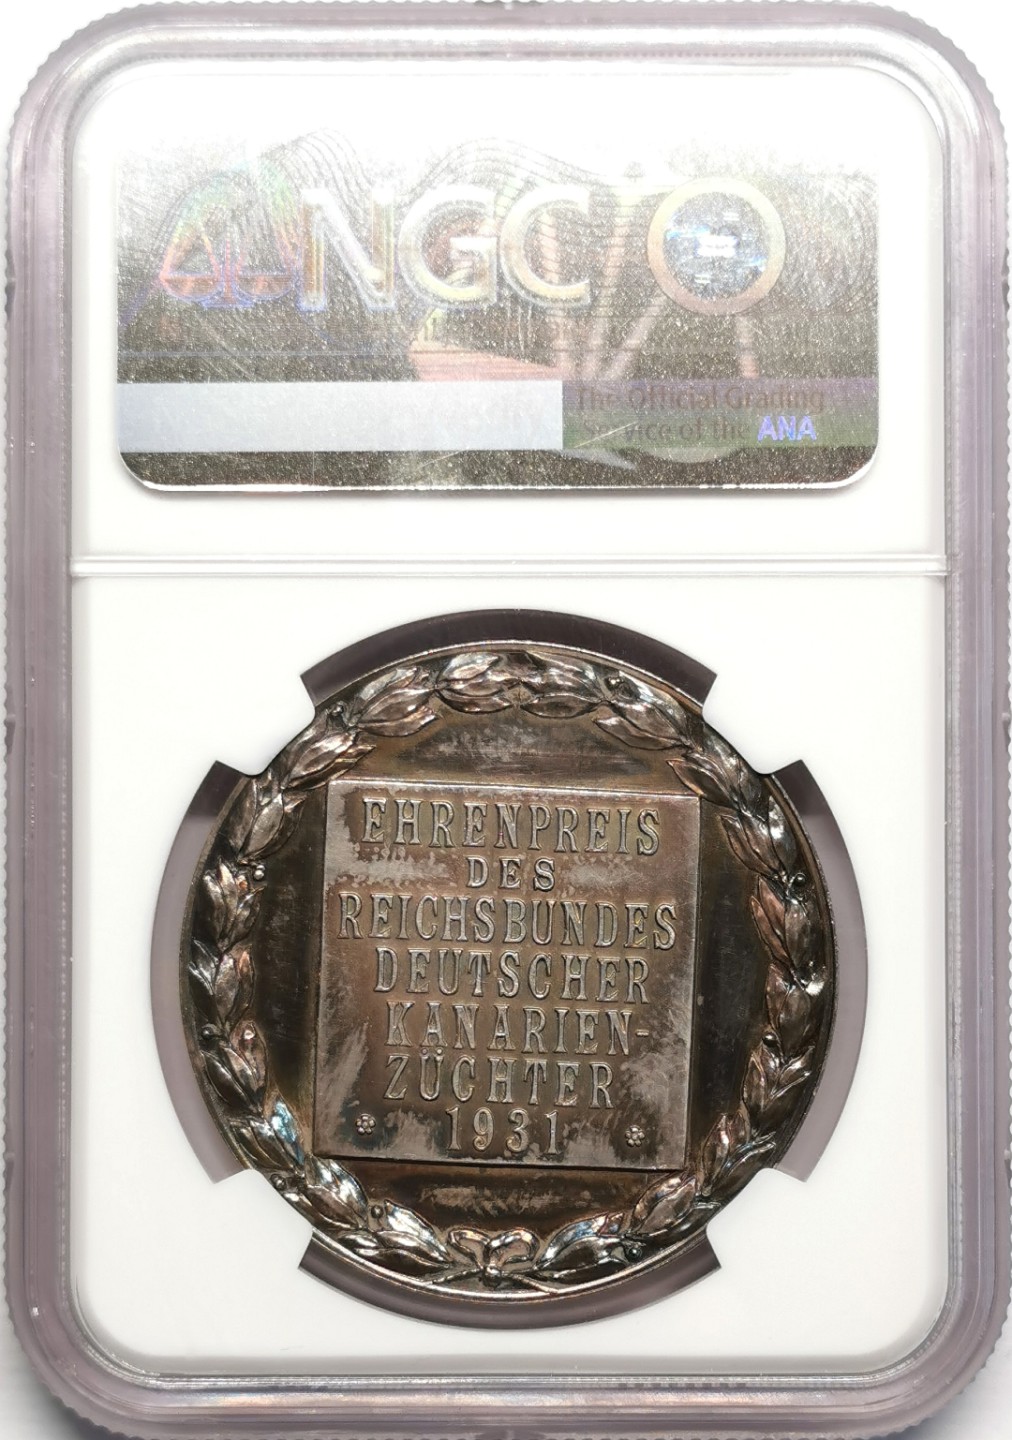 NGC
The Official Grading
Service of the ANA
EHRENPREIS
DES
REICHSBUNDES
DEUTSCHER
KANARIEN-
ZÜCHTER
1931